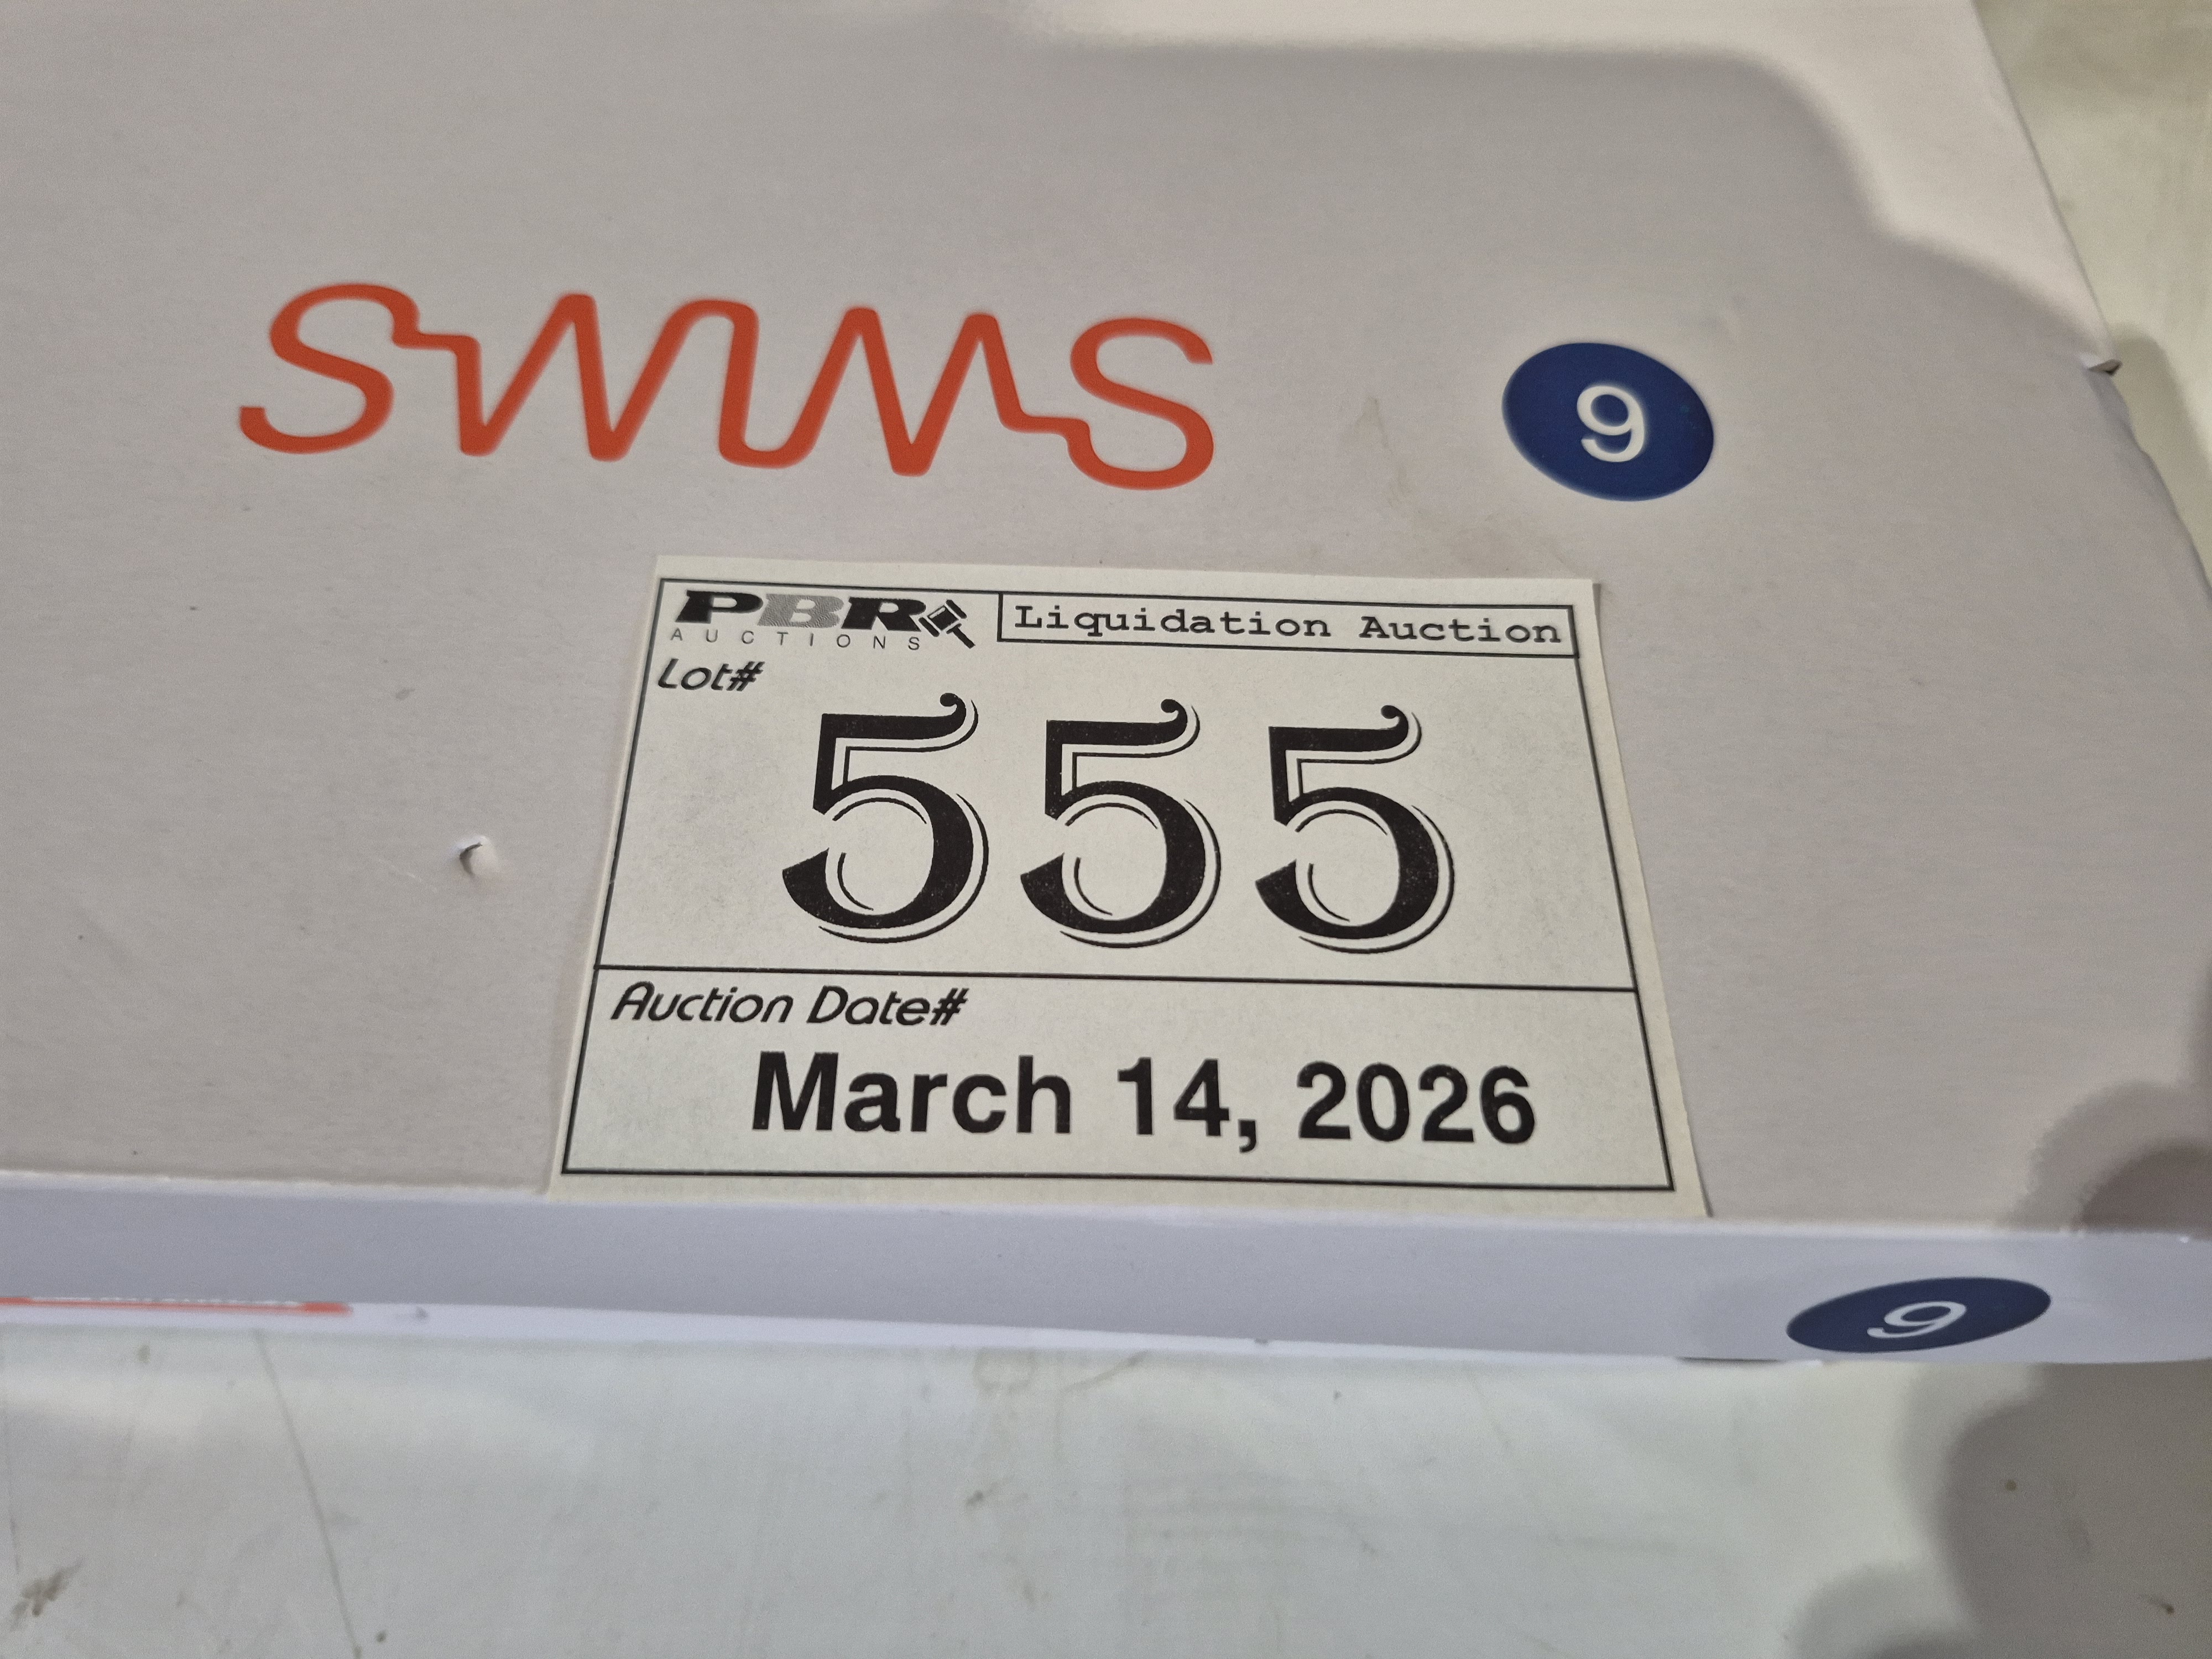 SWIMS
9
PBR
AUCTIONS
Liquidation Auction
Lot#
555
Auction Date#
March 14, 2026
9